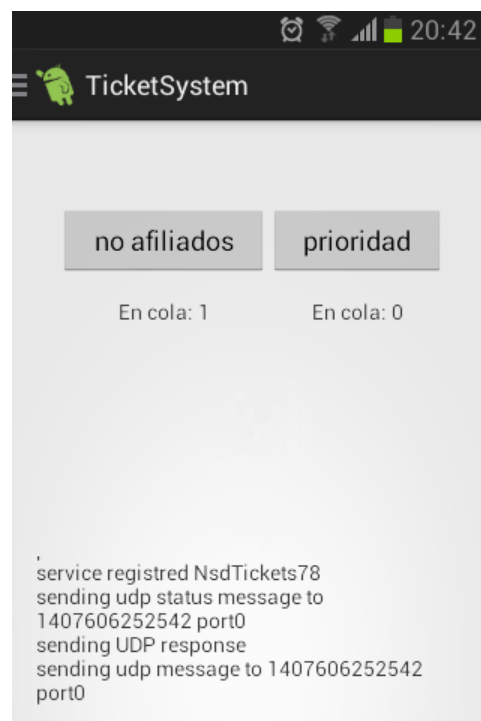 20:42
TicketSystem
no afiliados prioridad
En cola: 1 En cola: 0
,
service registred NsdTickets78
sending udp status message to
1407606252542 port0
sending UDP response
sending udp message to 1407606252542
port0